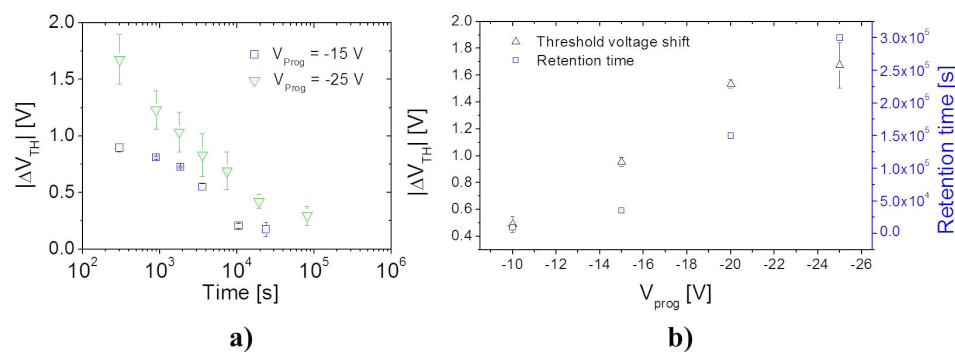 2.0
1.5
1.0
0.5
0.0
|ΔV_TH| [V]
V_Prog = -15 V
V_Prog = -25 V
10^2 10^3 10^4 10^5 10^6
Time [s]
a)
2.0
1.8
1.6
1.4
1.2
1.0
0.8
0.6
0.4
|ΔV_TH| [V]
Threshold voltage shift
Retention time
3.0x10^5
2.5x10^5
2.0x10^5
1.5x10^5
1.0x10^5
5.0x10^4
0.0
Retention time [s]
-10 -12 -14 -16 -18 -20 -22 -24 -26
V_prog [V]
b)